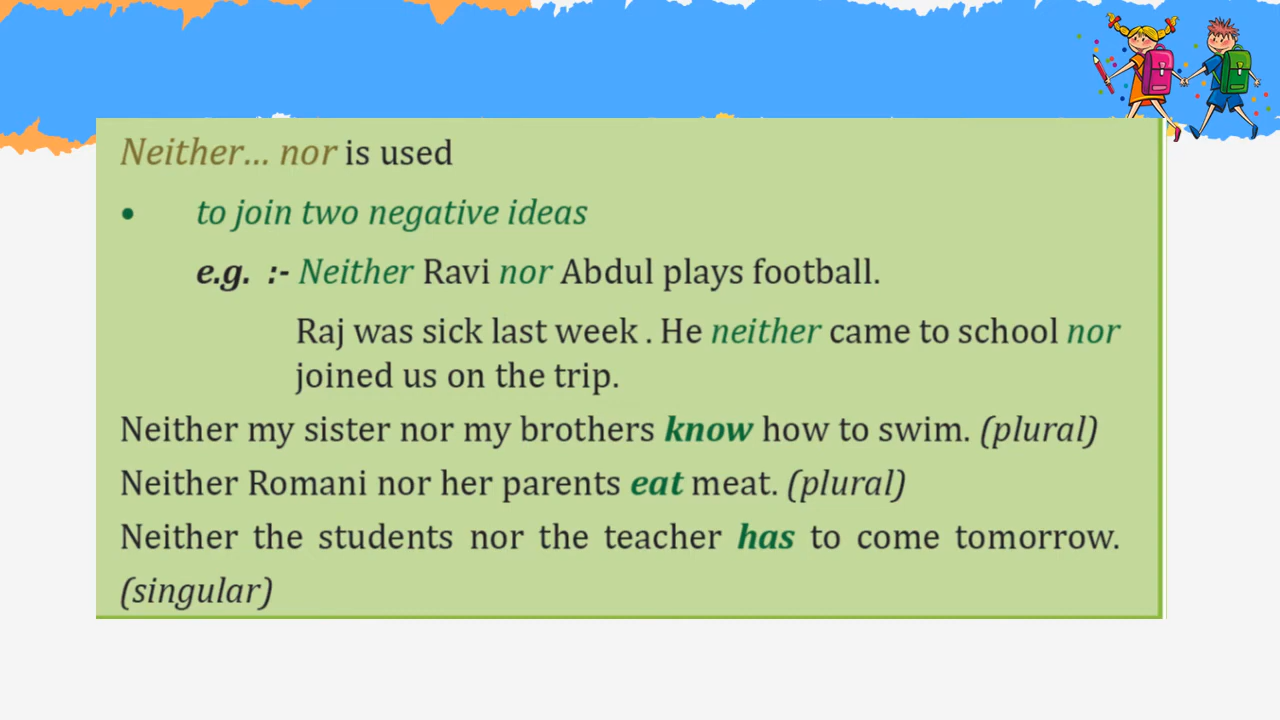 Neither... nor is used
• to join two negative ideas
e.g. :- Neither Ravi nor Abdul plays football.
Raj was sick last week . He neither came to school nor
joined us on the trip.
Neither my sister nor my brothers know how to swim. (plural)
Neither Romani nor her parents eat meat. (plural)
Neither the students nor the teacher has to come tomorrow.
(singular)